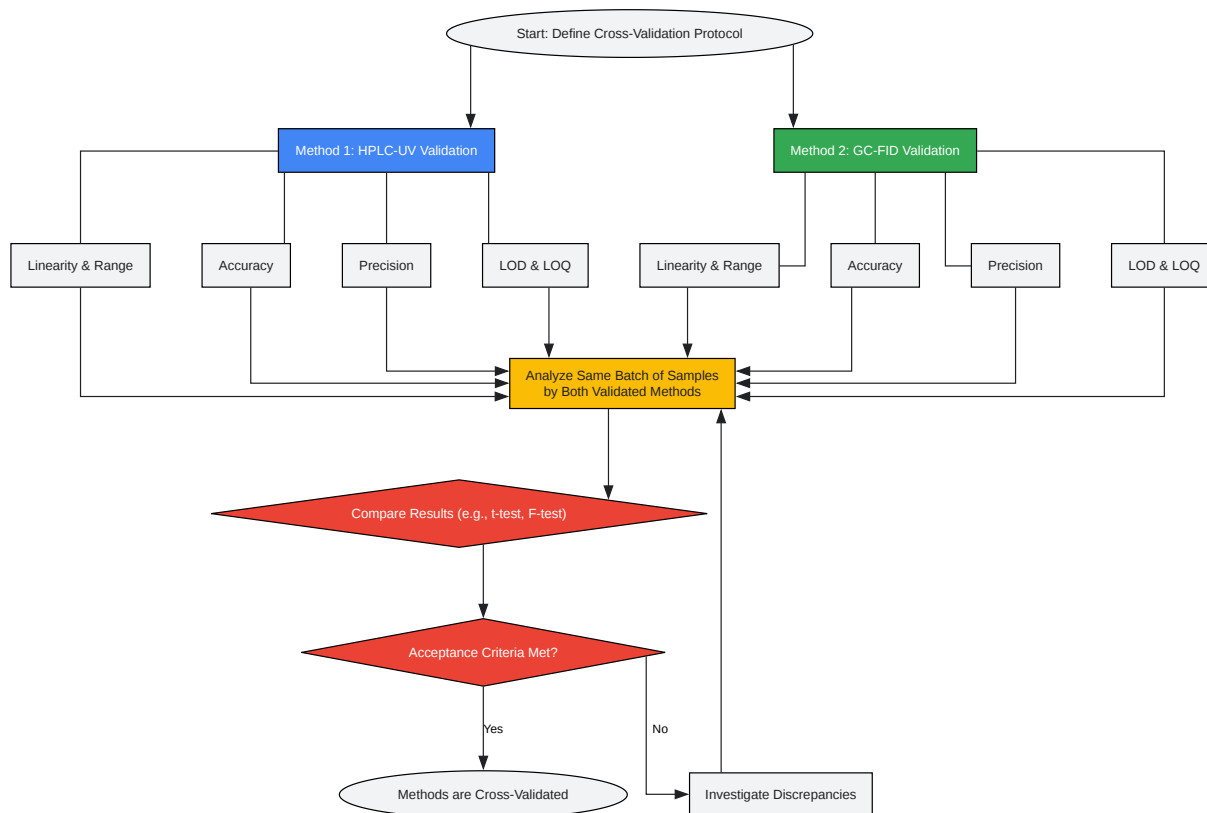 Start: Define Cross-Validation Protocol
Method 1: HPLC-UV Validation
Method 2: GC-FID Validation
Linearity & Range
Accuracy
Precision
LOD & LOQ
Linearity & Range
Accuracy
Precision
LOD & LOQ
Analyze Same Batch of Samples
by Both Validated Methods
Compare Results (e.g., t-test, F-test)
Acceptance Criteria Met?
Yes
No
Methods are Cross-Validated
Investigate Discrepancies